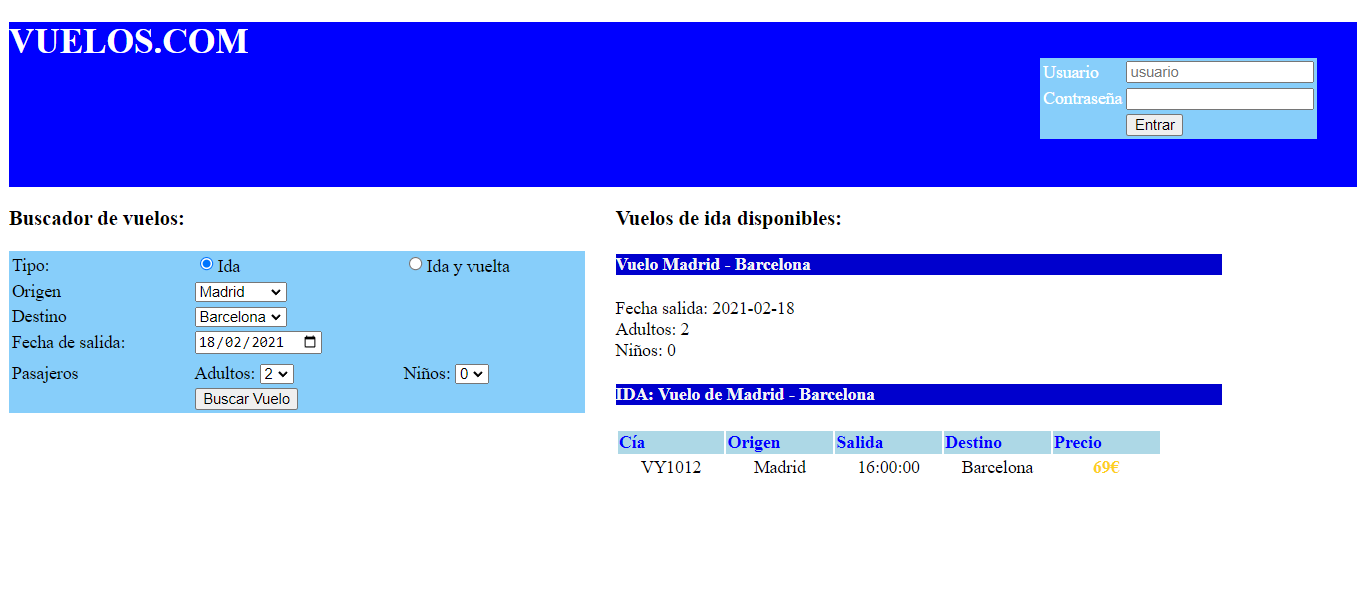 VUELOS.COM
Usuario usuario
Contraseña
Entrar
Buscador de vuelos:
Tipo: Ida Ida y vuelta
Origen Madrid
Destino Barcelona
Fecha de salida: 18/02/2021
Pasajeros Adultos: 2 Niños: 0
Buscar Vuelo
Vuelos de ida disponibles:
Vuelo Madrid - Barcelona
Fecha salida: 2021-02-18
Adultos: 2
Niños: 0
IDA: Vuelo de Madrid - Barcelona
Cía Origen Salida Destino Precio
VY1012 Madrid 16:00:00 Barcelona 69€